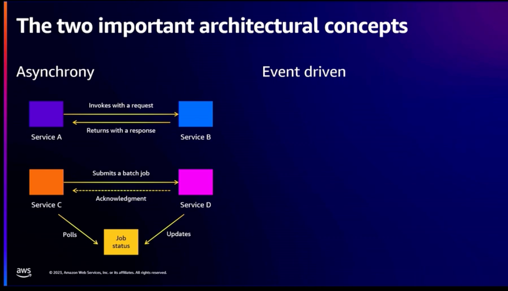 The two important architectural concepts
Asynchrony
Event driven
Invokes with a request
Returns with a response
Service A
Service B
Submits a batch job
Acknowledgment
Service C
Service D
Polls
Updates
Job
status
aws
© 2023, Amazon Web Services, Inc. or its affiliates. All rights reserved.